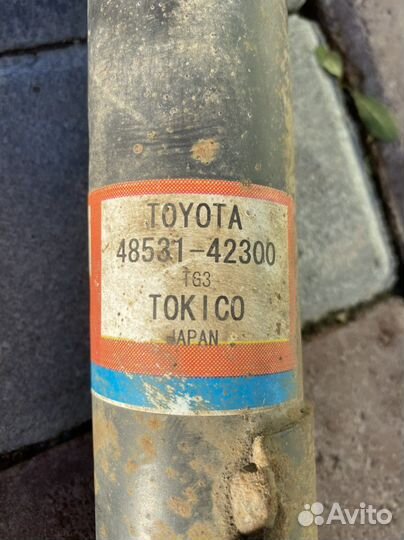 TOYOTA
48531-42300
TG3
TOKICO
JAPAN
Avito